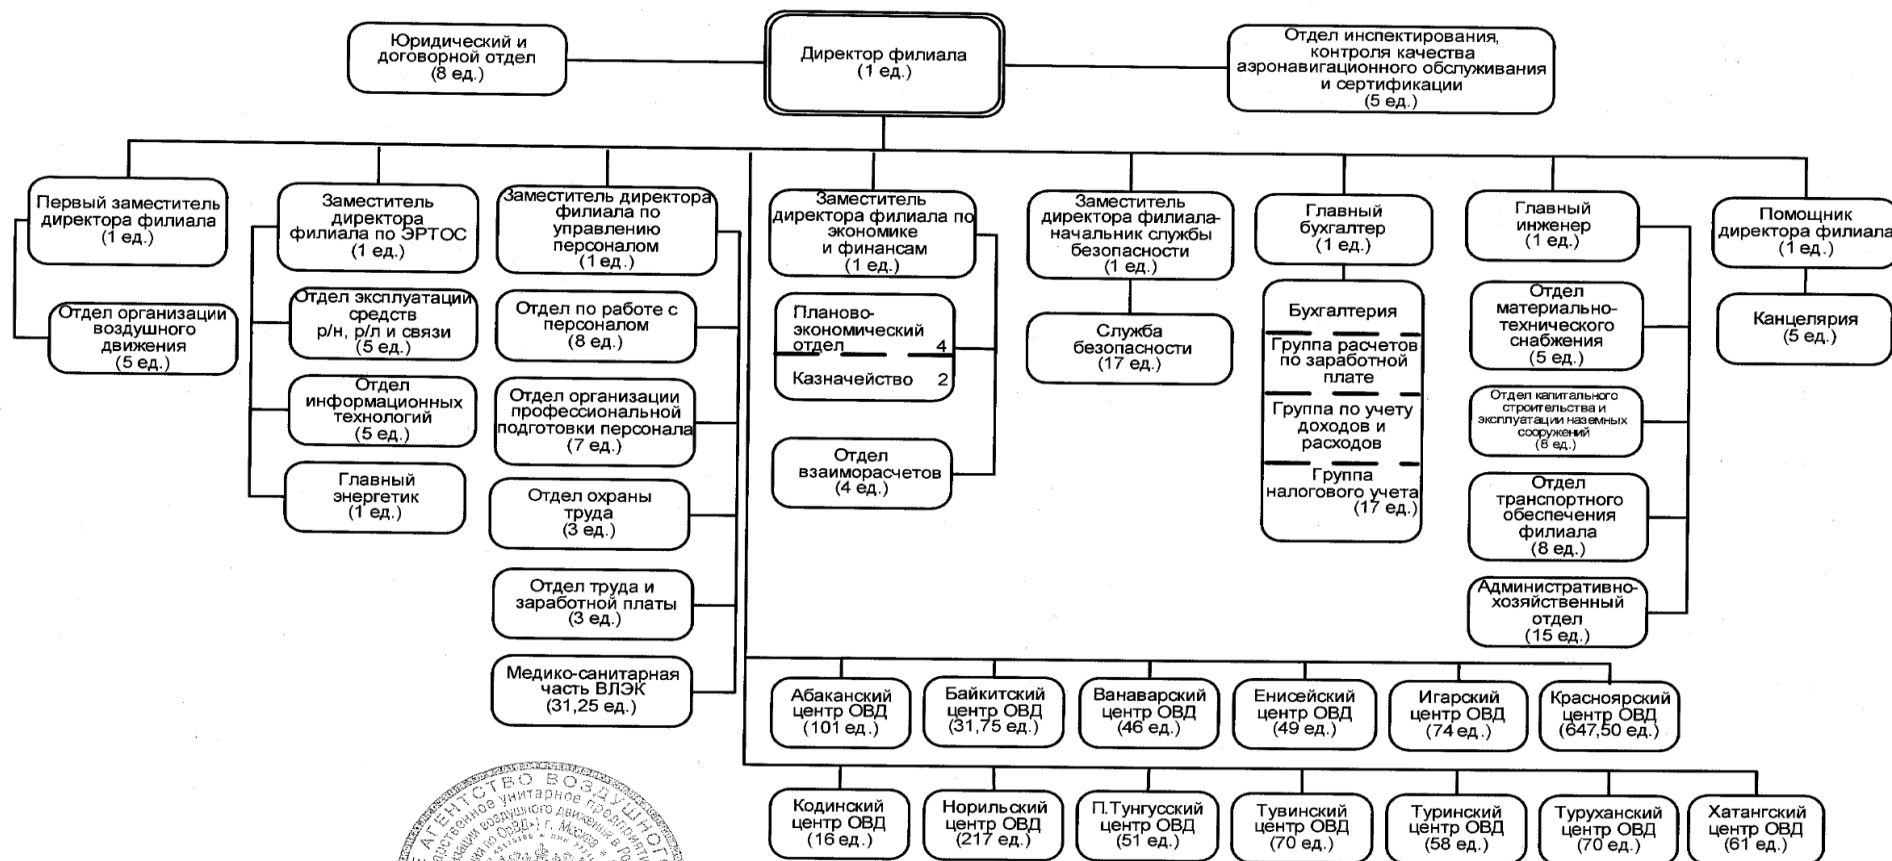 Юридический и
договорной отдел
(8 ед.)
Директор филиала
(1 ед.)
Отдел инспектирования,
контроля качества
аэронавигационного обслуживания
и сертификации
(5 ед.)
Первый заместитель
директора филиала
(1 ед.)
Отдел организации
воздушного
движения
(5 ед.)
Заместитель
директора
филиала по ЭРТОС
(1 ед.)
Отдел эксплуатации
средств
р/н, р/л и связи
(5 ед.)
Отдел
информационных
технологий
(5 ед.)
Главный
энергетик
(1 ед.)
Заместитель директора
филиала по
управлению
персоналом
(1 ед.)
Отдел по работе с
персоналом
(8 ед.)
Отдел организации
профессиональной
подготовки персонала
(7 ед.)
Отдел охраны
труда
(3 ед.)
Отдел труда и
заработной платы
(3 ед.)
Медико-санитарная
часть ВЛЭК
(31,25 ед.)
Заместитель
директора филиала по
экономике
и финансам
(1 ед.)
Планово-
экономический
отдел 4
Казначейство 2
Отдел
взаиморасчетов
(4 ед.)
Заместитель
директора филиала-
начальник службы
безопасности
(1 ед.)
Служба
безопасности
(17 ед.)
Главный
бухгалтер
(1 ед.)
Бухгалтерия
Группа расчетов
по заработной
плате
Группа по учету
доходов и
расходов
Группа
налогового учета
(17 ед.)
Главный
инженер
(1 ед.)
Отдел
материально-
технического
снабжения
(5 ед.)
Отдел капитального
строительства и
эксплуатации наземных
сооружений
(8 ед.)
Отдел
транспортного
обеспечения
филиала
(8 ед.)
Административно-
хозяйственный
отдел
(15 ед.)
Помощник
директора филиала
(1 ед.)
Канцелярия
(5 ед.)
Абаканский
центр ОВД
(101 ед.)
Байкитский
центр ОВД
(31,75 ед.)
Ванаварский
центр ОВД
(46 ед.)
Енисейский
центр ОВД
(49 ед.)
Игарский
центр ОВД
(74 ед.)
Красноярский
центр ОВД
(647,50 ед.)
Кодинский
центр ОВД
(16 ед.)
Норильский
центр ОВД
(217 ед.)
П.Тунгусский
центр ОВД
(51 ед.)
Тувинский
центр ОВД
(70 ед.)
Туринский
центр ОВД
(58 ед.)
Туруханский
центр ОВД
(70 ед.)
Хатангский
центр ОВД
(61 ед.)
АГЕНТСТВО ВОЗДУШНОГО
унитарное предприятие
воздушного движения
г. Москва